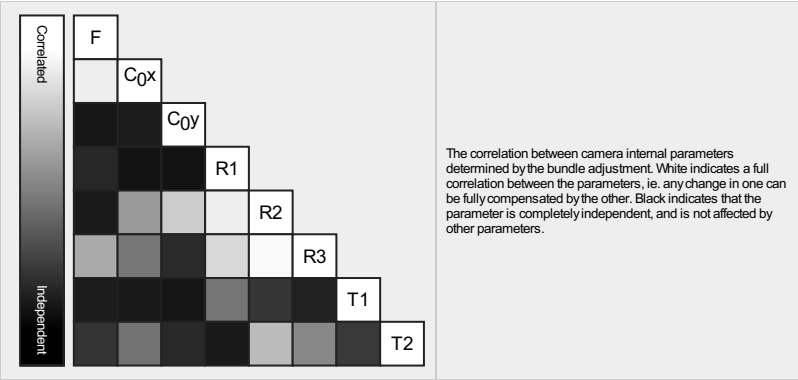 Correlated
Independent
F
C0x
C0y
R1
R2
R3
T1
T2
The correlation between camera internal parameters
determined by the bundle adjustment. White indicates a full
correlation between the parameters, ie. any change in one can
be fully compensated by the other. Black indicates that the
parameter is completely independent, and is not affected by
other parameters.